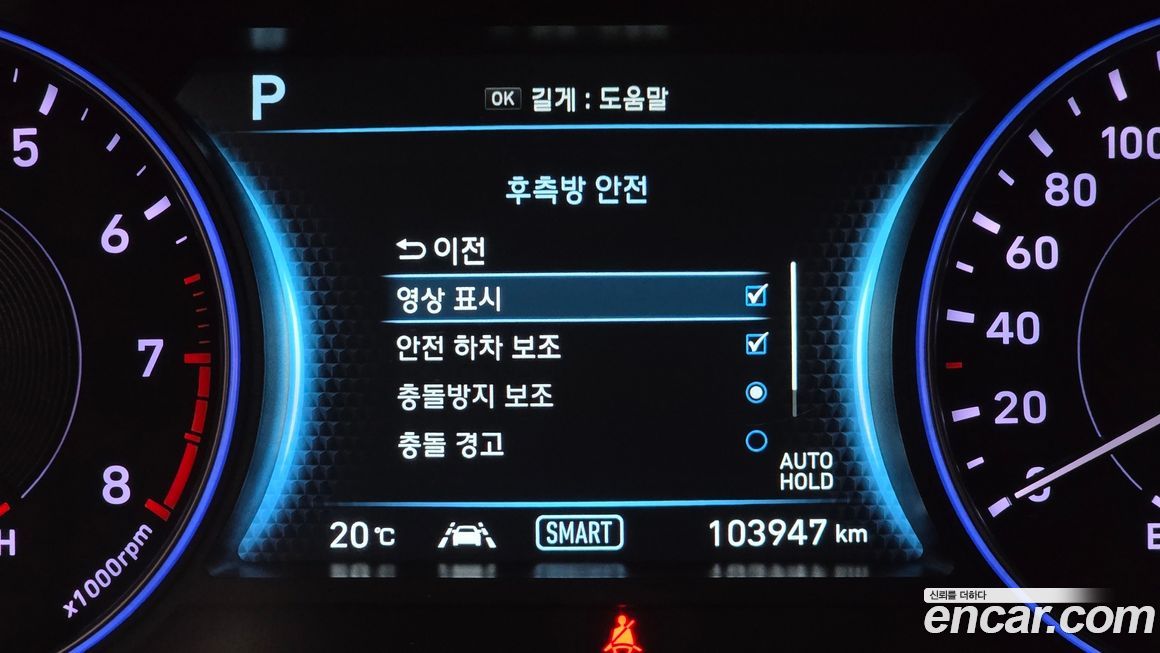 P
OK 길게 : 도움말
후측방 안전
이전
영상 표시
안전 하차 보조
충돌방지 보조
충돌 경고
AUTO
HOLD
20℃
SMART
103947 km
5
6
7
8
x1000rpm
H
100
80
60
40
20
0
E
신뢰를 더하다
encar.com